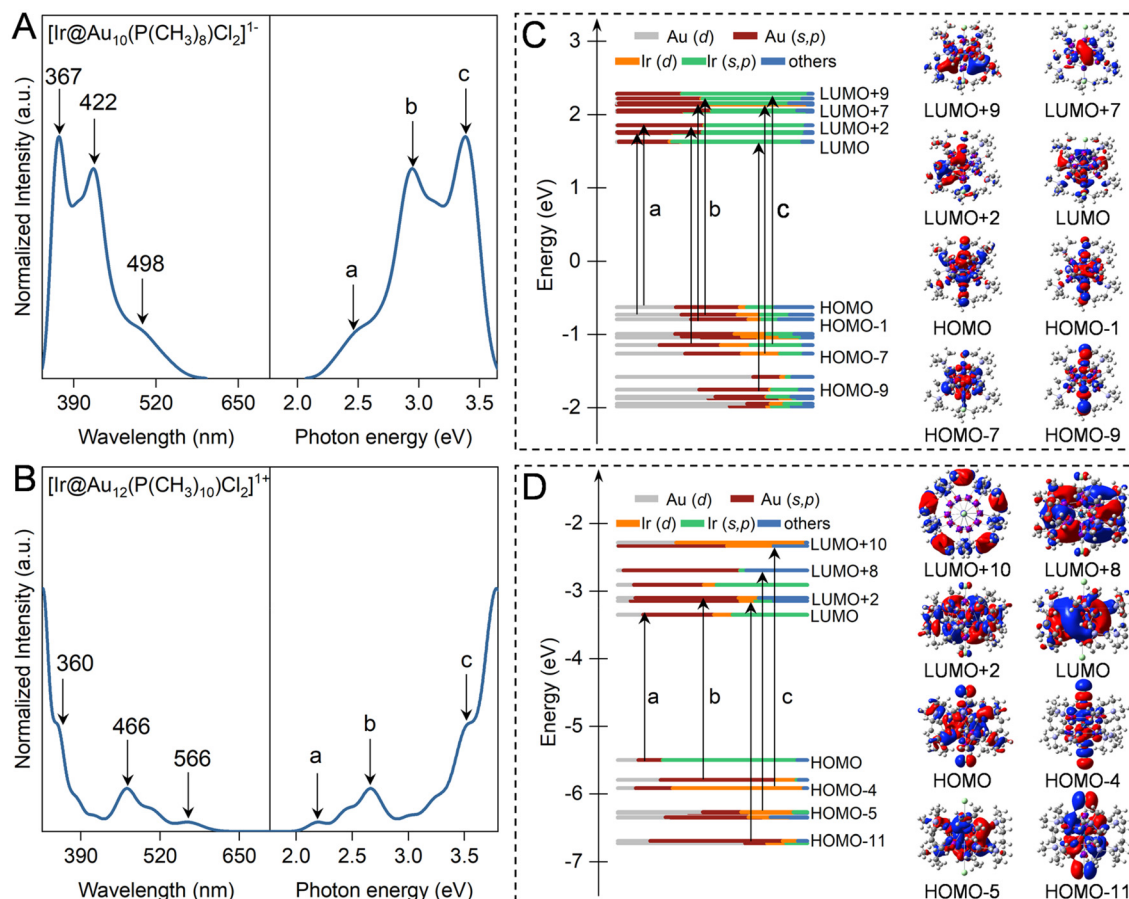 A
[Ir@Au10(P(CH3)8)Cl2]1-
367
422
498
a
b
c
Normalized Intensity (a.u.)
390 520 650
2.0 2.5 3.0 3.5
Wavelength (nm)
Photon energy (eV)
B
[Ir@Au12(P(CH3)10)Cl2]1+
360
466
566
a
b
c
Normalized Intensity (a.u.)
390 520 650
2.0 2.5 3.0 3.5
Wavelength (nm)
Photon energy (eV)
C
Au (d) Au (s,p)
Ir (d) Ir (s,p) others
Energy (eV)
3
2
1
0
-1
-2
LUMO+9
LUMO+7
LUMO+2
LUMO
a
b
c
HOMO
HOMO-1
HOMO-7
HOMO-9
LUMO+9 LUMO+7
LUMO+2 LUMO
HOMO HOMO-1
HOMO-7 HOMO-9
D
Au (d) Au (s,p)
Ir (d) Ir (s,p) others
Energy (eV)
-2
-3
-4
-5
-6
-7
LUMO+10
LUMO+8
LUMO+2
LUMO
a
b
c
HOMO
HOMO-4
HOMO-5
HOMO-11
LUMO+10 LUMO+8
LUMO+2 LUMO
HOMO HOMO-4
HOMO-5 HOMO-11